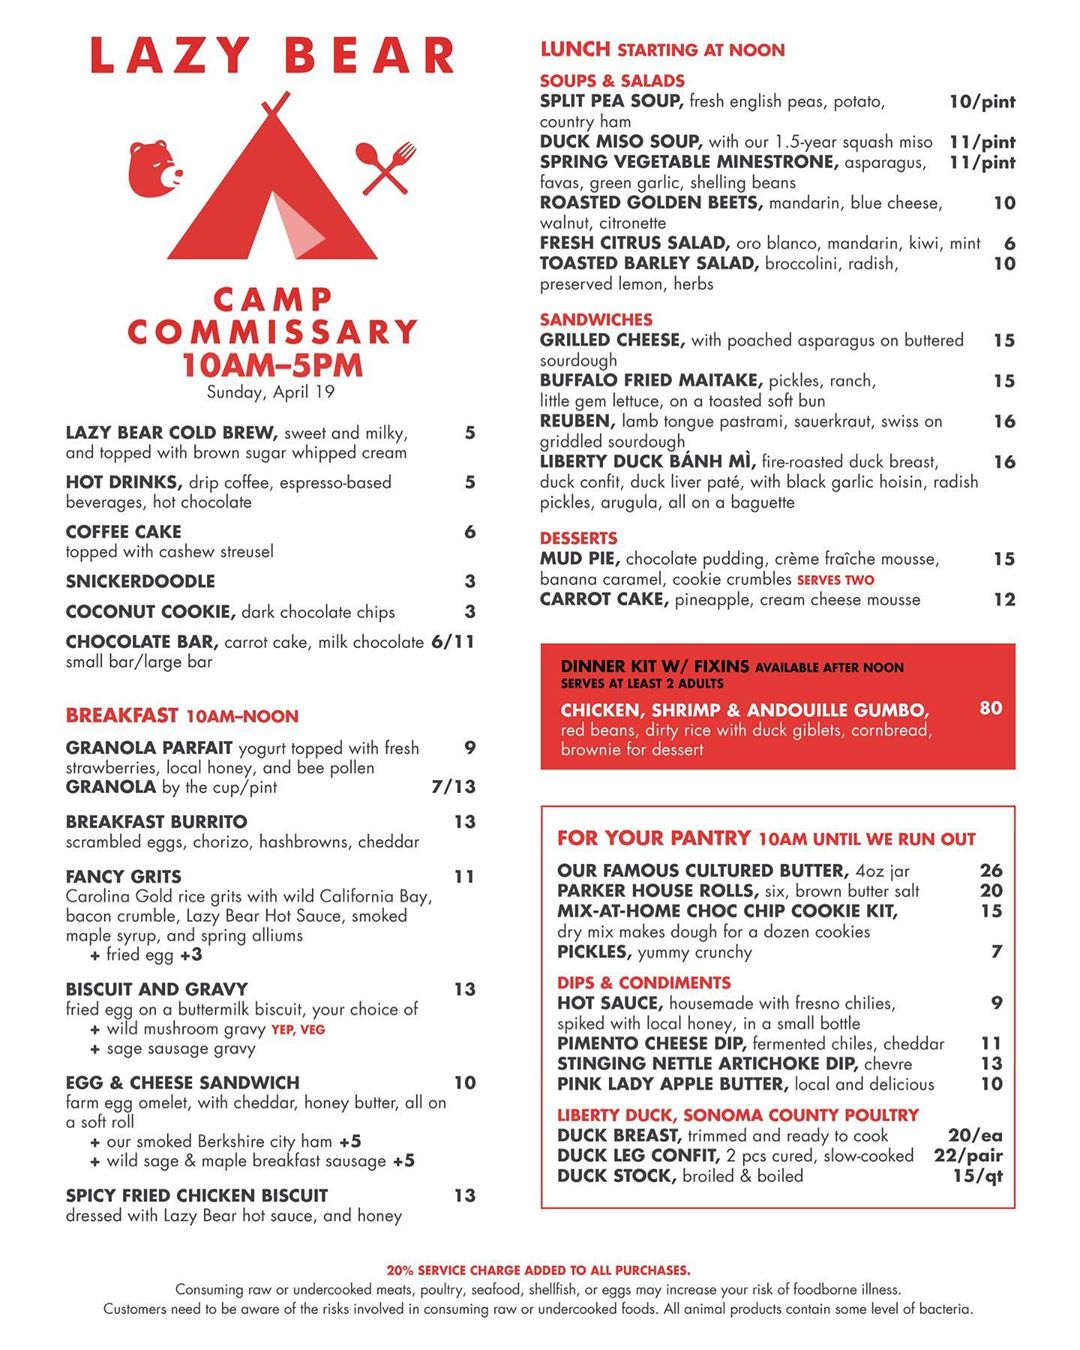 LAZY BEAR
CAMP
COMMISSARY
10AM–5PM
Sunday, April 19
LAZY BEAR COLD BREW, sweet and milky, 5
and topped with brown sugar whipped cream
HOT DRINKS, drip coffee, espresso-based 5
beverages, hot chocolate
COFFEE CAKE 6
topped with cashew streusel
SNICKERDOODLE 3
COCONUT COOKIE, dark chocolate chips 3
CHOCOLATE BAR, carrot cake, milk chocolate 6/11
small bar/large bar
BREAKFAST 10AM–NOON
GRANOLA PARFAIT yogurt topped with fresh 9
strawberries, local honey, and bee pollen
GRANOLA by the cup/pint 7/13
BREAKFAST BURRITO 13
scrambled eggs, chorizo, hashbrowns, cheddar
FANCY GRITS 11
Carolina Gold rice grits with wild California Bay,
bacon crumble, Lazy Bear Hot Sauce, smoked
maple syrup, and spring alliums
+ fried egg +3
BISCUIT AND GRAVY 13
fried egg on a buttermilk biscuit, your choice of
+ wild mushroom gravy YEP, VEG
+ sage sausage gravy
EGG & CHEESE SANDWICH 10
farm egg omelet, with cheddar, honey butter, all on
a soft roll
+ our smoked Berkshire city ham +5
+ wild sage & maple breakfast sausage +5
SPICY FRIED CHICKEN BISCUIT 13
dressed with Lazy Bear hot sauce, and honey
LUNCH STARTING AT NOON
SOUPS & SALADS
SPLIT PEA SOUP, fresh english peas, potato, 10/pint
country ham
DUCK MISO SOUP, with our 1.5-year squash miso 11/pint
SPRING VEGETABLE MINESTRONE, asparagus, 11/pint
favas, green garlic, shelling beans
ROASTED GOLDEN BEETS, mandarin, blue cheese, 10
walnut, citronette
FRESH CITRUS SALAD, oro blanco, mandarin, kiwi, mint 6
TOASTED BARLEY SALAD, broccolini, radish, 10
preserved lemon, herbs
SANDWICHES
GRILLED CHEESE, with poached asparagus on buttered 15
sourdough
BUFFALO FRIED MAITAKE, pickles, ranch, 15
little gem lettuce, on a toasted soft bun
REUBEN, lamb tongue pastrami, sauerkraut, swiss on 16
griddled sourdough
LIBERTY DUCK BÁNH MÌ, fire-roasted duck breast, 16
duck confit, duck liver paté, with black garlic hoisin, radish
pickles, arugula, all on a baguette
DESSERTS
MUD PIE, chocolate pudding, crème fraîche mousse, 15
banana caramel, cookie crumbles SERVES TWO
CARROT CAKE, pineapple, cream cheese mousse 12
DINNER KIT W/ FIXINS AVAILABLE AFTER NOON
SERVES AT LEAST 2 ADULTS
CHICKEN, SHRIMP & ANDOUILLE GUMBO, 80
red beans, dirty rice with duck giblets, cornbread,
brownie for dessert
FOR YOUR PANTRY 10AM UNTIL WE RUN OUT
OUR FAMOUS CULTURED BUTTER, 4oz jar 26
PARKER HOUSE ROLLS, six, brown butter salt 20
MIX-AT-HOME CHOC CHIP COOKIE KIT, 15
dry mix makes dough for a dozen cookies
PICKLES, yummy crunchy 7
DIPS & CONDIMENTS
HOT SAUCE, housemade with fresno chilies, 9
spiked with local honey, in a small bottle
PIMENTO CHEESE DIP, fermented chiles, cheddar 11
STINGING NETTLE ARTICHOKE DIP, chevre 13
PINK LADY APPLE BUTTER, local and delicious 10
LIBERTY DUCK, SONOMA COUNTY POULTRY
DUCK BREAST, trimmed and ready to cook 20/ea
DUCK LEG CONFIT, 2 pcs cured, slow-cooked 22/pair
DUCK STOCK, broiled & boiled 15/qt
20% SERVICE CHARGE ADDED TO ALL PURCHASES.
Consuming raw or undercooked meats, poultry, seafood, shellfish, or eggs may increase your risk of foodborne illness.
Customers need to be aware of the risks involved in consuming raw or undercooked foods. All animal products contain some level of bacteria.